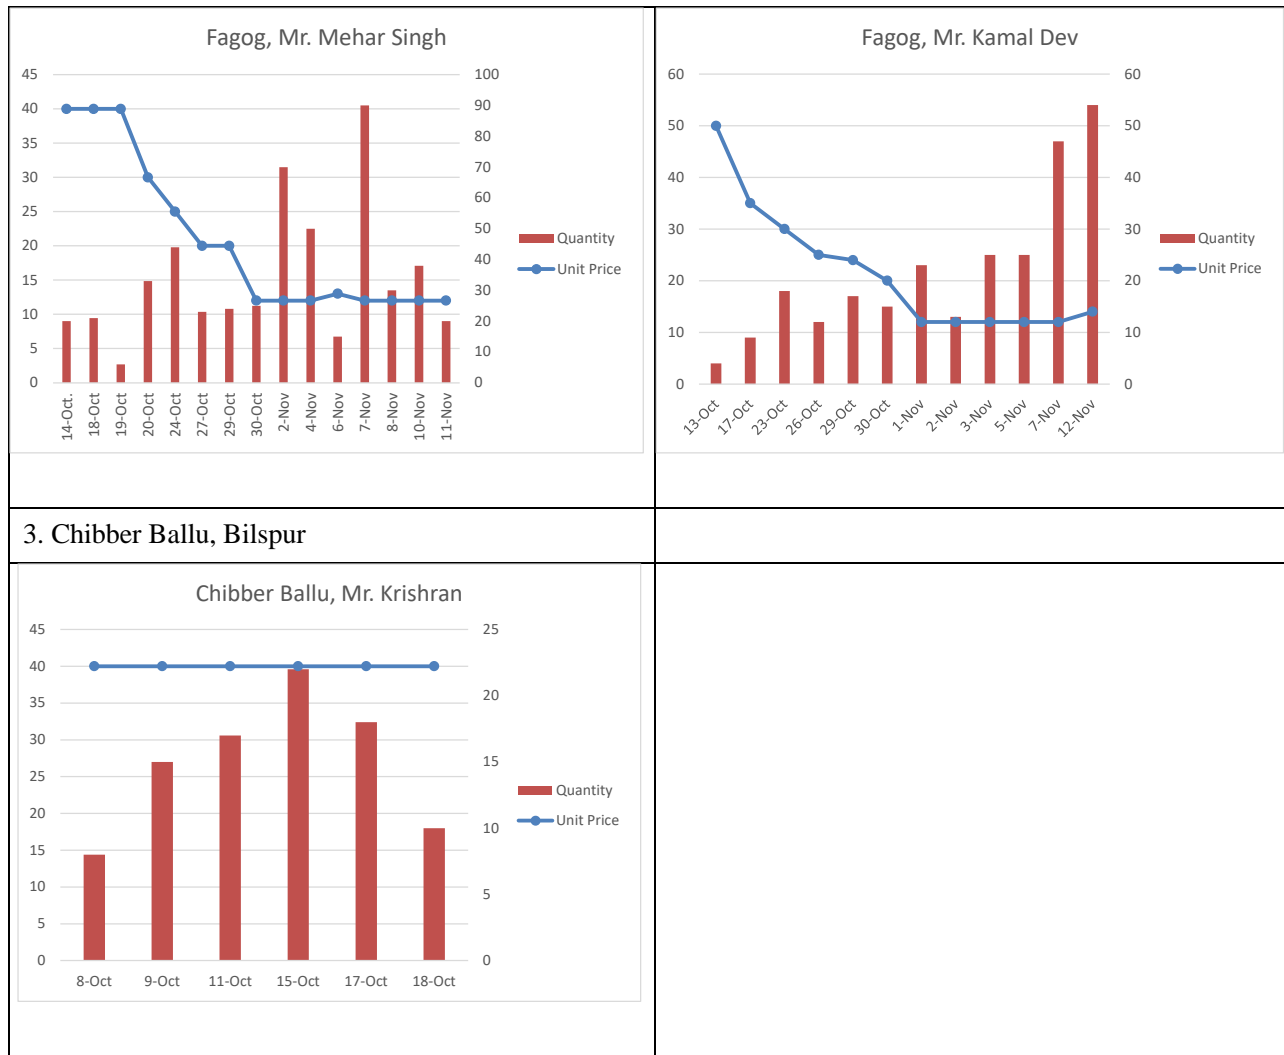 Fagog, Mr. Mehar Singh
45
40
35
30
25
20
15
10
5
0
100
90
80
70
60
50
40
30
20
10
0
14-Oct.
18-Oct
19-Oct
20-Oct
24-Oct
27-Oct
29-Oct
30-Oct
2-Nov
4-Nov
6-Nov
7-Nov
8-Nov
10-Nov
11-Nov
Quantity
Unit Price
Fagog, Mr. Kamal Dev
60
50
40
30
20
10
0
60
50
40
30
20
10
0
13-Oct
17-Oct
23-Oct
26-Oct
29-Oct
30-Oct
1-Nov
2-Nov
3-Nov
5-Nov
7-Nov
12-Nov
Quantity
Unit Price
3. Chibber Ballu, Bilspur
Chibber Ballu, Mr. Krishran
45
40
35
30
25
20
15
10
5
0
25
20
15
10
5
0
8-Oct
9-Oct
11-Oct
15-Oct
17-Oct
18-Oct
Quantity
Unit Price